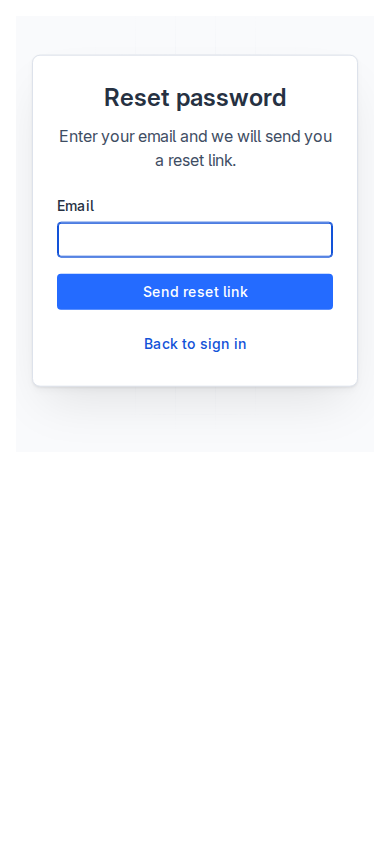 Reset password
Enter your email and we will send you
a reset link.
Email
Send reset link
Back to sign in